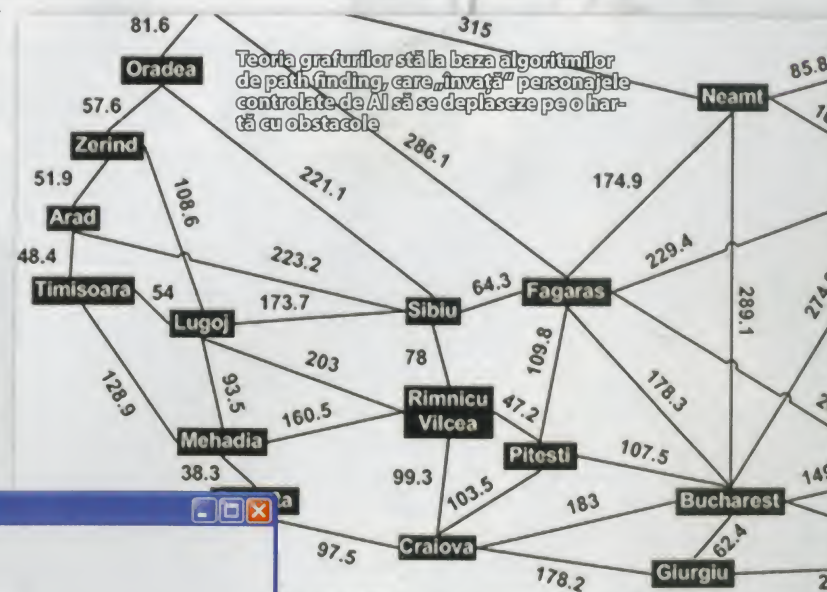 81.6
315
Oradea
Teoria grafurilor stă la baza algoritmilor
de path finding, care „învaţă” personajele
controlate de AI să se deplaseze pe o har-
tă cu obstacole
85.8
Neamt
57.6
286.1
Zerind
174.9
51.9
108.6
221.1
Arad
223.2
229.4
48.4
Timisoara
54
173.7
Lugoj
Sibiu
64.3
Fagaras
289.1
203
78
109.8
128.9
93.5
160.5
Rimnicu
Vilcea
47.2
178.3
Mehadia
Pitesti
107.5
38.3
99.3
103.5
183
Bucharest
97.5
Craiova
62.4
178.2
Giurgiu